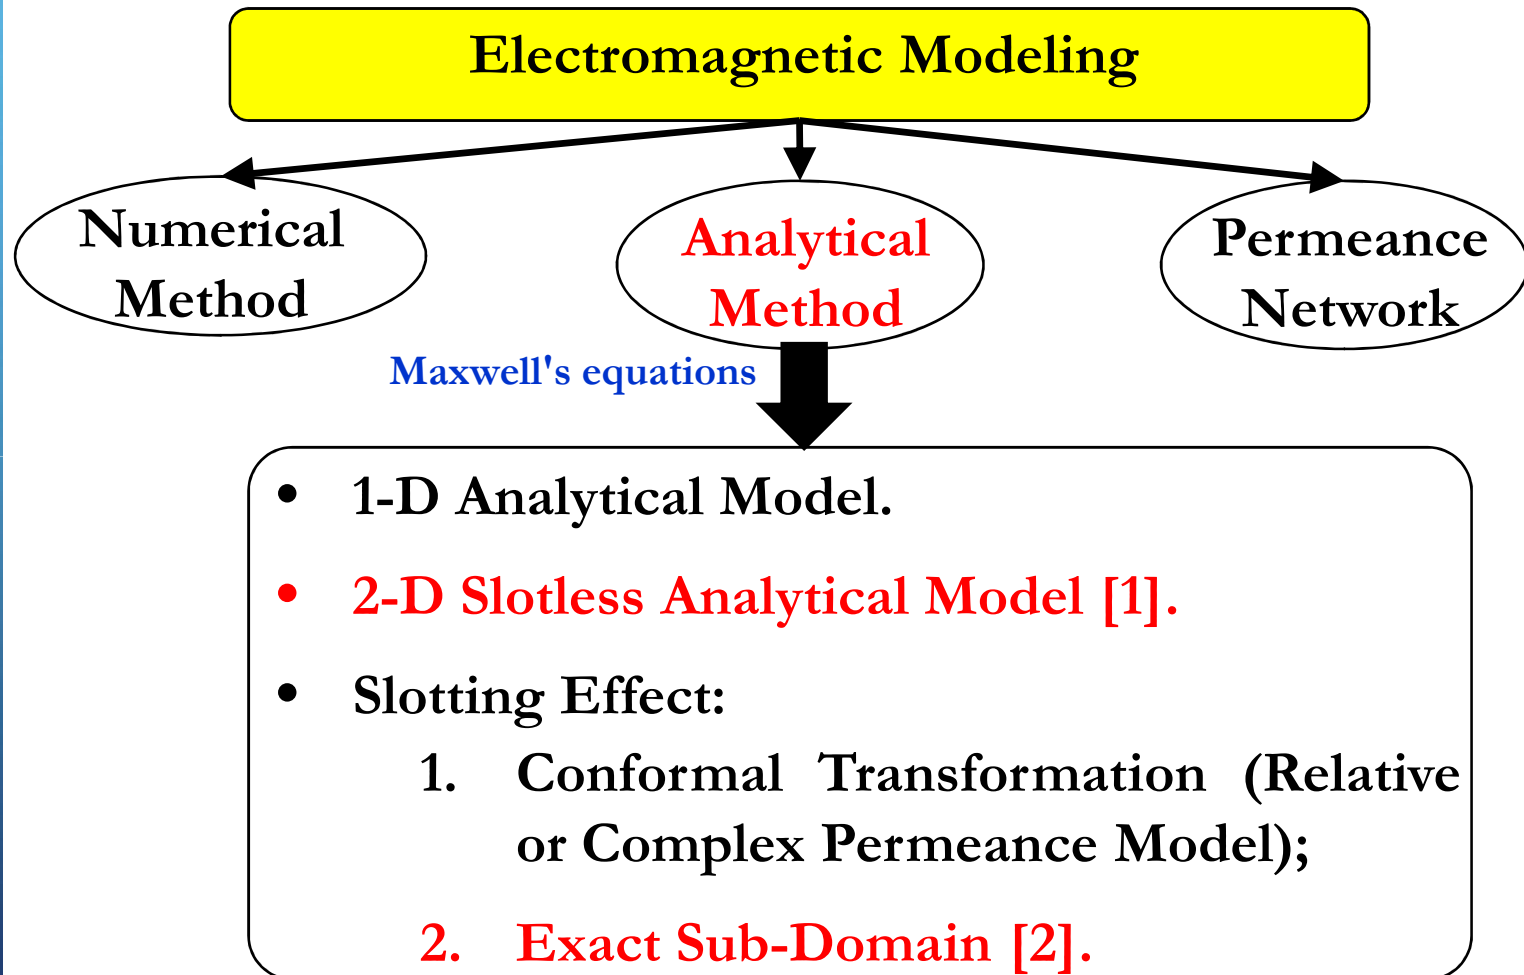 Electromagnetic Modeling
Numerical
Method
Analytical
Method
Permeance
Network
Maxwell's equations
• 1-D Analytical Model.
• 2-D Slotless Analytical Model [1].
• Slotting Effect:
1. Conformal Transformation (Relative
or Complex Permeance Model);
2. Exact Sub-Domain [2].